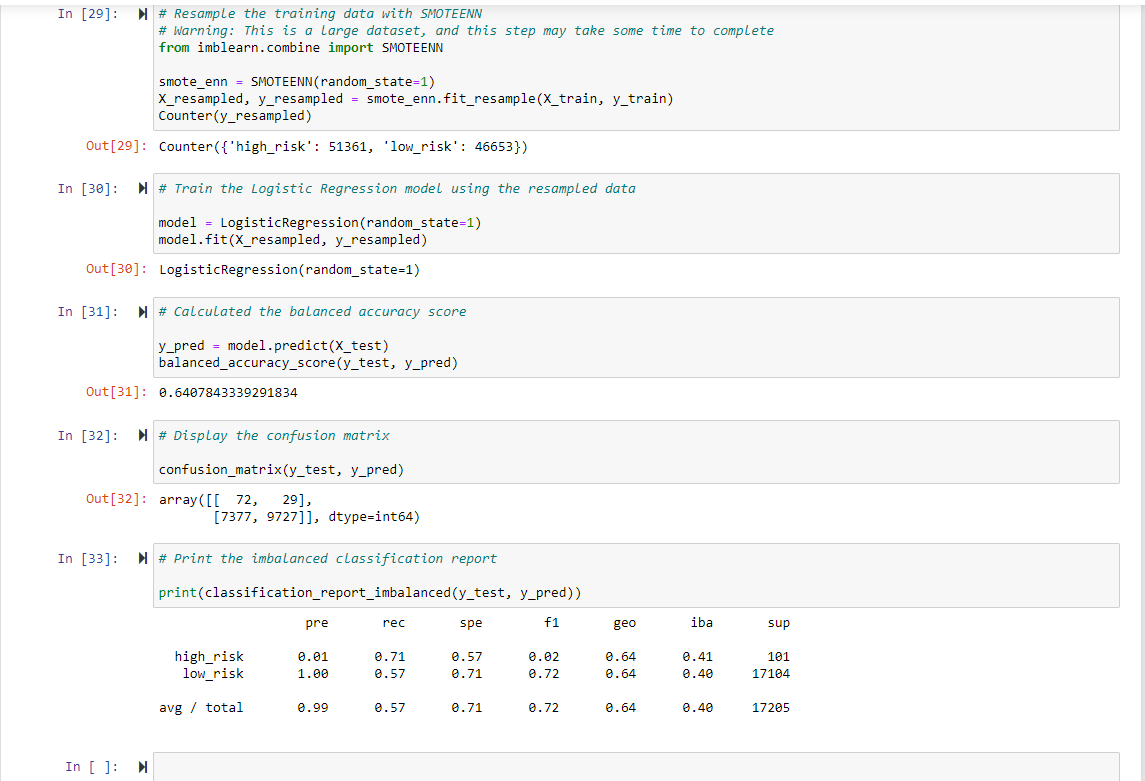 In [29]: # Resample the training data with SMOTEENN
# Warning: This is a large dataset, and this step may take some time to complete
from imblearn.combine import SMOTEENN
smote_enn = SMOTEENN(random_state=1)
X_resampled, y_resampled = smote_enn.fit_resample(X_train, y_train)
Counter(y_resampled)
Out[29]: Counter({'high_risk': 51361, 'low_risk': 46653})
In [30]: # Train the Logistic Regression model using the resampled data
model = LogisticRegression(random_state=1)
model.fit(X_resampled, y_resampled)
Out[30]: LogisticRegression(random_state=1)
In [31]: # Calculated the balanced accuracy score
y_pred = model.predict(X_test)
balanced_accuracy_score(y_test, y_pred)
Out[31]: 0.6407843339291834
In [32]: # Display the confusion matrix
confusion_matrix(y_test, y_pred)
Out[32]: array([[  72,   29],
[7377, 9727]], dtype=int64)
In [33]: # Print the imbalanced classification report
print(classification_report_imbalanced(y_test, y_pred))
pre rec spe f1 geo iba sup
high_risk 0.01 0.71 0.57 0.02 0.64 0.41 101
low_risk 1.00 0.57 0.71 0.72 0.64 0.40 17104
avg / total 0.99 0.57 0.71 0.72 0.64 0.40 17205
In [ ]: